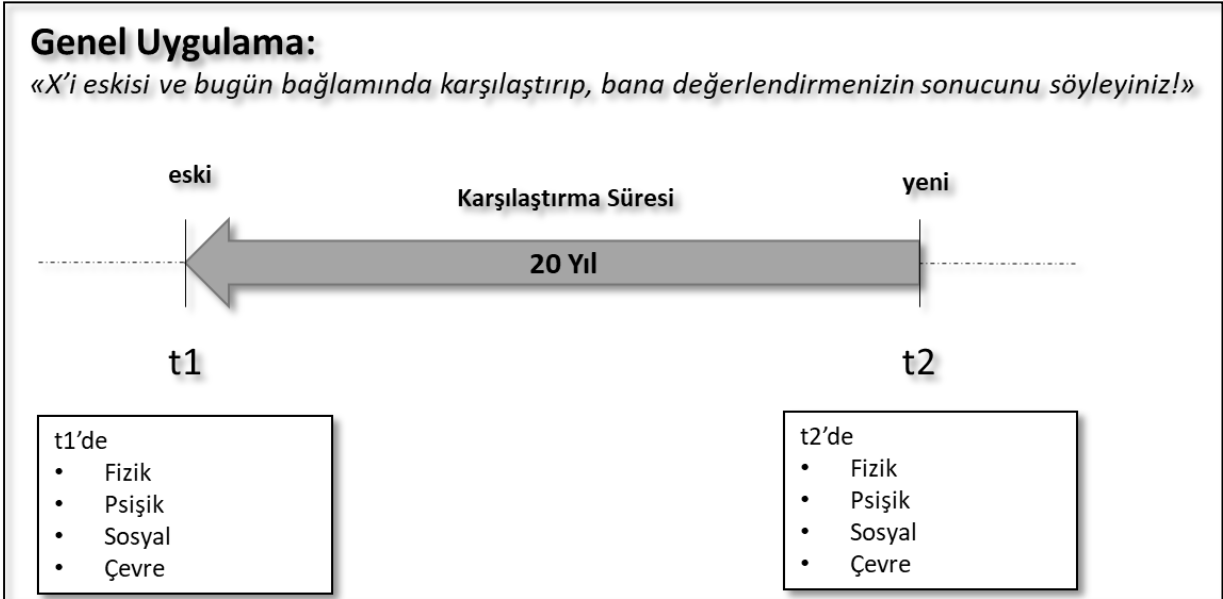 Genel Uygulama:
«X’i eskisi ve bugün bağlamında karşılaştırıp, bana değerlendirmenizin sonucunu söyleyiniz!»
eski
Karşılaştırma Süresi
yeni
20 Yıl
t1
t2
t1’de
• Fizik
• Psişik
• Sosyal
• Çevre
t2’de
• Fizik
• Psişik
• Sosyal
• Çevre